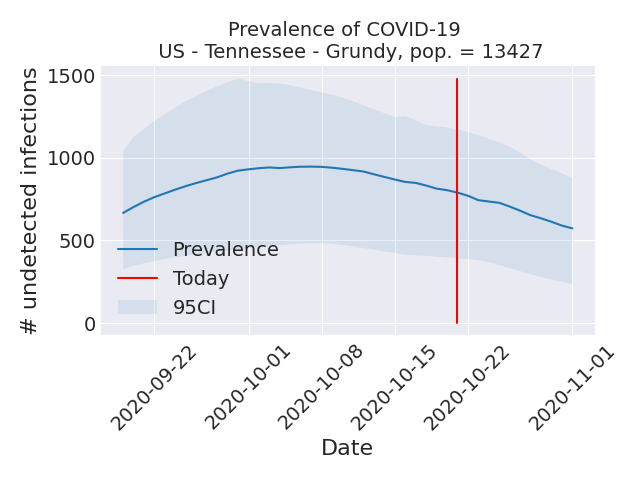 Prevalence of COVID-19
US - Tennessee - Grundy, pop. = 13427
# undetected infections
1500
1000
500
0
Prevalence
Today
95CI
2020-09-22
2020-10-01
2020-10-08
2020-10-15
2020-10-22
2020-11-01
Date